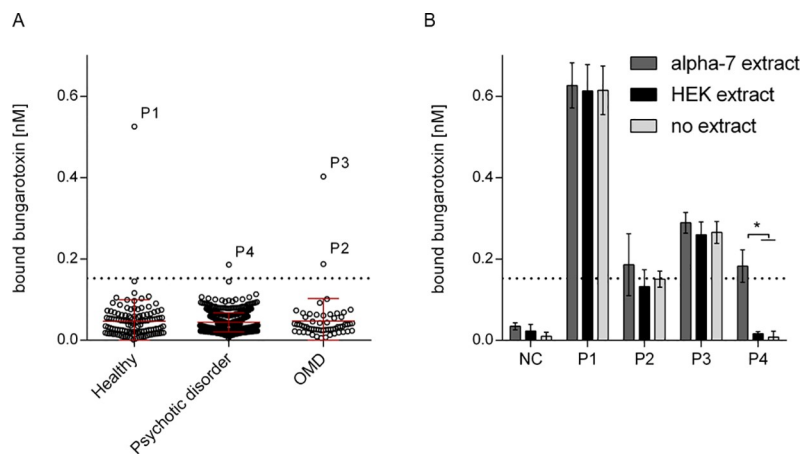 A
bound bungarotoxin [nM]
0.6
0.4
0.2
0.0
P1
P4
P3
P2
Healthy
Psychotic disorder
OMD
B
bound bungarotoxin [nM]
0.6
0.4
0.2
0.0
alpha-7 extract
HEK extract
no extract
*
NC
P1
P2
P3
P4